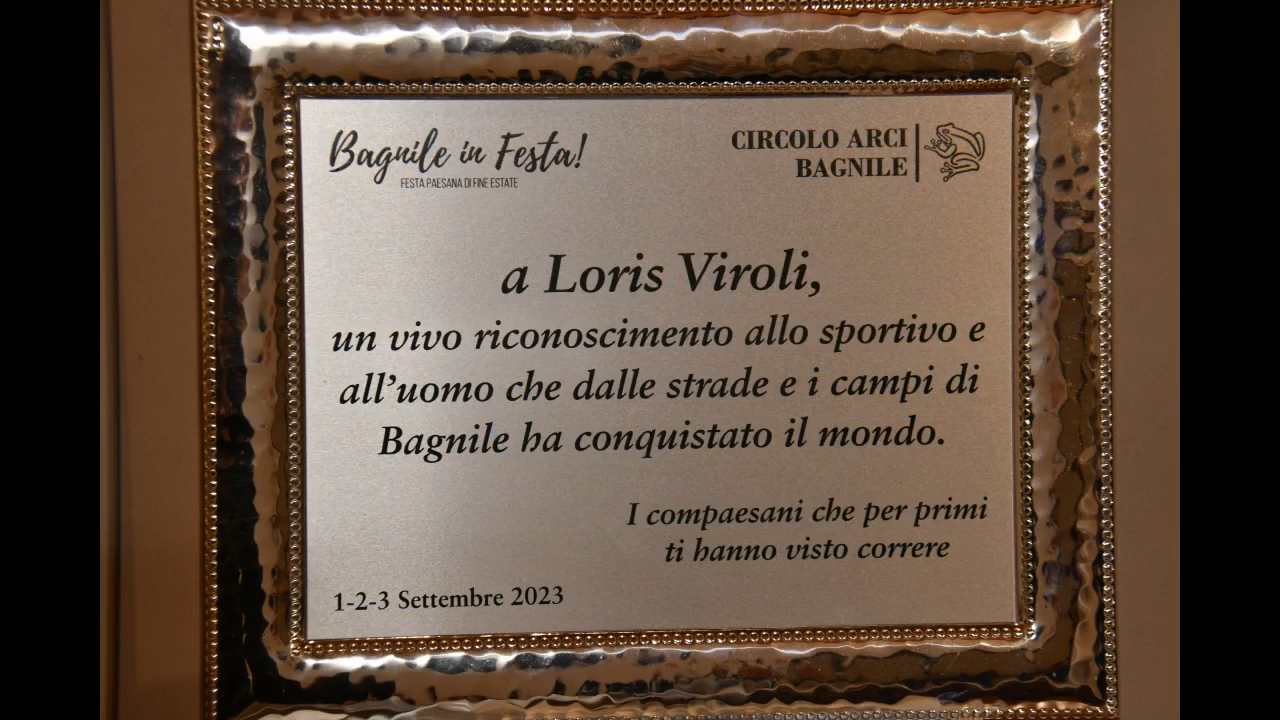 Bagnile in Festa!
FESTA PAESANA DI FINE ESTATE
CIRCOLO ARCI
BAGNILE
a Loris Viroli,
un vivo riconoscimento allo sportivo e
all’uomo che dalle strade e i campi di
Bagnile ha conquistato il mondo.
I compaesani che per primi
ti hanno visto correre
1-2-3 Settembre 2023